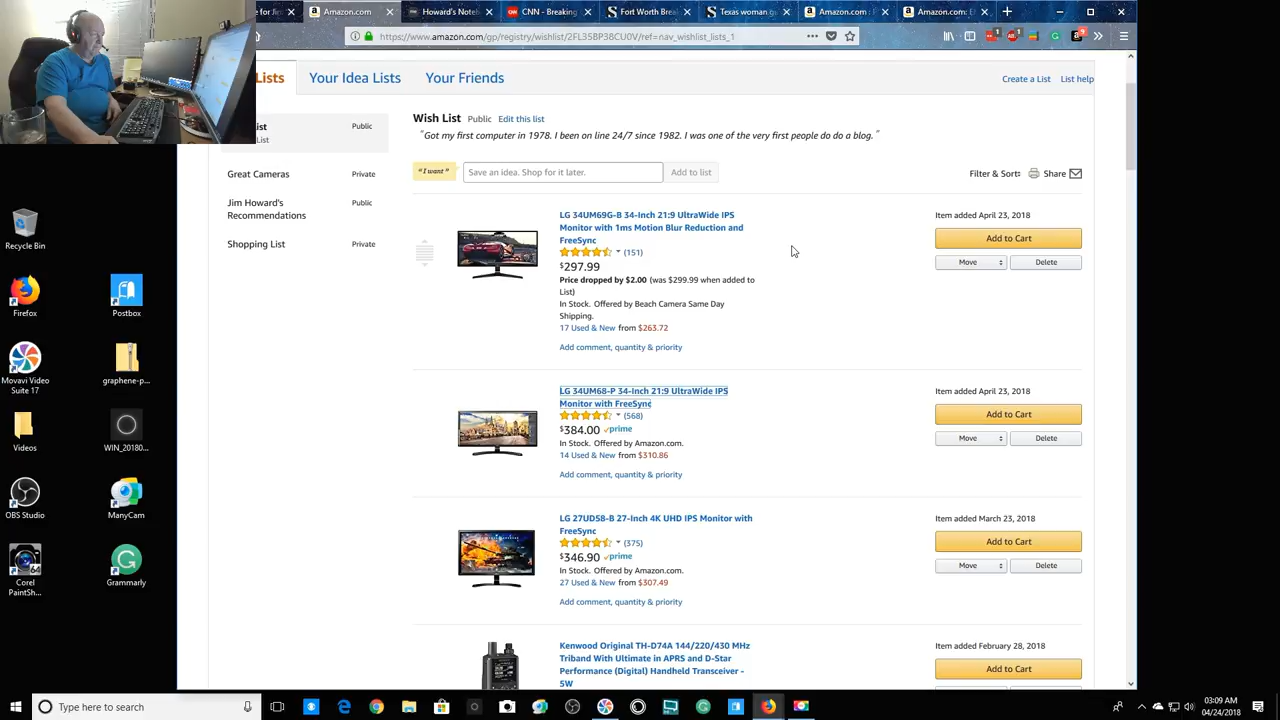 e for Ji
Amazon.com
Howard's Notel
CNN - Breaking
Fort Worth Break
Texas woman g
Amazon.com :
Amazon.com: B
https://www.amazon.com/gp/registry/wishlist/2FL35BP3BCU0V/ref=nav_wishlist_lists_1
Lists
Your Idea Lists
Your Friends
Create a List
List help
ist
Public
List
Great Cameras
Private
Jim Howard's
Recommendations
Public
Shopping List
Private
Wish List Public Edit this list
"Got my first computer in 1978. I been on line 24/7 since 1982. I was one of the very first people do do a blog."
"I want"
Save an idea. Shop for it later.
Add to list
Filter & Sort
Share
LG 34UM69G-B 34-Inch 21:9 UltraWide IPS
Monitor with 1ms Motion Blur Reduction and
FreeSync
(151)
$297.99
Price dropped by $2.00 (was $299.99 when added to
List)
In Stock. Offered by Beach Camera Same Day
Shipping.
17 Used & New from $263.72
Add comment, quantity & priority
Item added April 23, 2018
Add to Cart
Move
Delete
LG 34UM68-P 34-Inch 21:9 UltraWide IPS
Monitor with FreeSync
(568)
$384.00 prime
In Stock. Offered by Amazon.com.
14 Used & New from $310.86
Add comment, quantity & priority
Item added April 23, 2018
Add to Cart
Move
Delete
LG 27UD58-B 27-Inch 4K UHD IPS Monitor with
FreeSync
(375)
$346.90 prime
In Stock. Offered by Amazon.com.
27 Used & New from $307.49
Add comment, quantity & priority
Item added March 23, 2018
Add to Cart
Move
Delete
Kenwood Original TH-D74A 144/220/430 MHz
Triband With Ultimate in APRS and D-Star
Performance (Digital) Handheld Transceiver -
5W
Item added February 28, 2018
Add to Cart
Recycle Bin
Firefox
Postbox
Movavi Video
Suite 17
graphene-p...
Videos
WIN_20180...
OBS Studio
ManyCam
Corel
PaintSh...
Grammarly
Type here to search
03:09 AM
04/24/2018